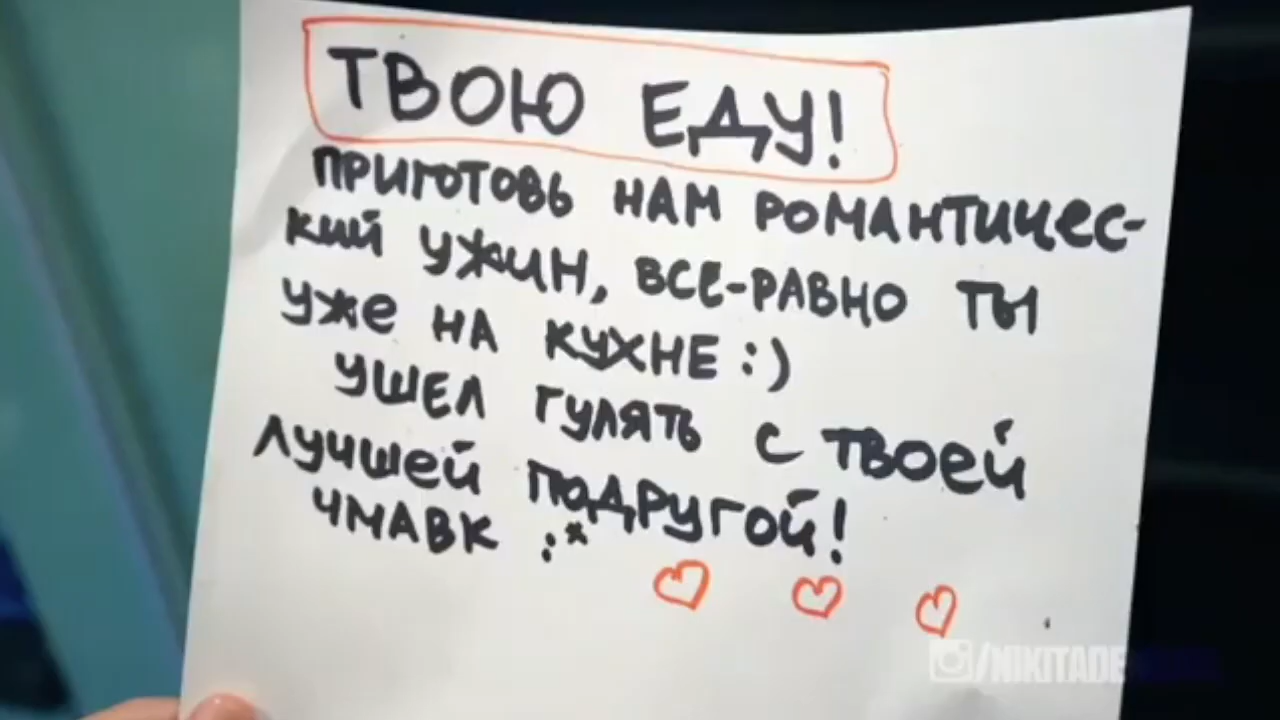 ТВОЮ ЕДУ!
ПРИГОТОВЬ НАМ РОМАНТИЧЕС-
КИЙ УЖИН, ВСЕ-РАВНО ТЫ
УЖЕ НА КУХНЕ :)
УШЕЛ ГУЛЯТЬ С ТВОЕЙ
ЛУЧШЕЙ ПОДРУГОЙ!
ЧМАВК :*
/NIKITADE